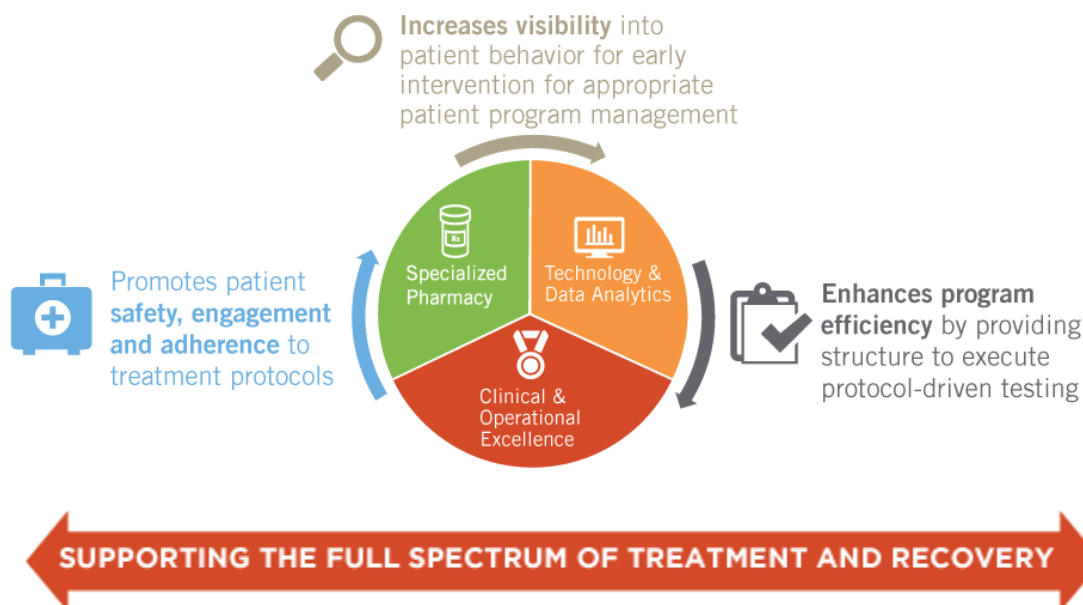 Increases visibility into
patient behavior for early
intervention for appropriate
patient program management
Rx
Specialized
Pharmacy
Technology &
Data Analytics
Clinical &
Operational
Excellence
Promotes patient
safety, engagement
and adherence to
treatment protocols
Enhances program
efficiency by providing
structure to execute
protocol-driven testing
SUPPORTING THE FULL SPECTRUM OF TREATMENT AND RECOVERY